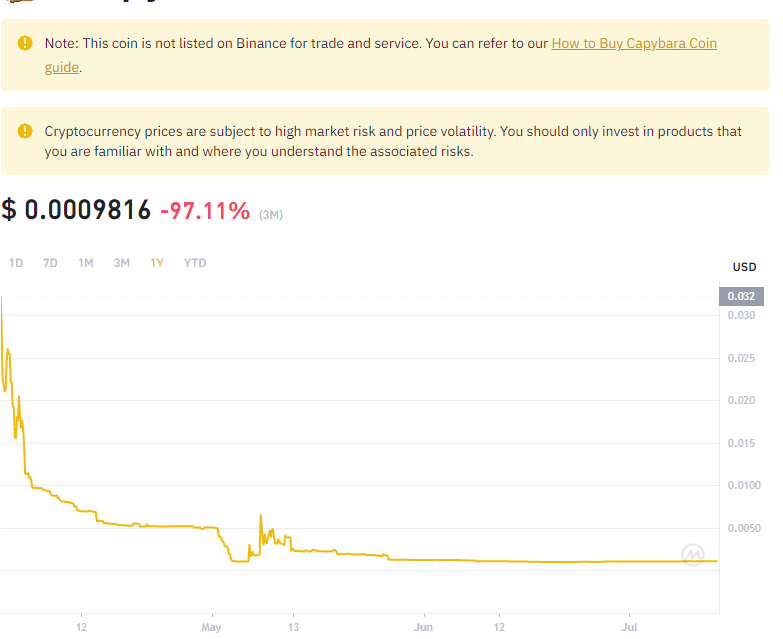 Note: This coin is not listed on Binance for trade and service. You can refer to our How to Buy Capybara Coin
guide.
Cryptocurrency prices are subject to high market risk and price volatility. You should only invest in products that
you are familiar with and where you understand the associated risks.
$ 0.0009816 -97.11% (3M)
1D 7D 1M 3M 1Y YTD
USD
0.032
0.030
0.025
0.020
0.015
0.0100
0.0050
12 May 13 Jun 12 Jul